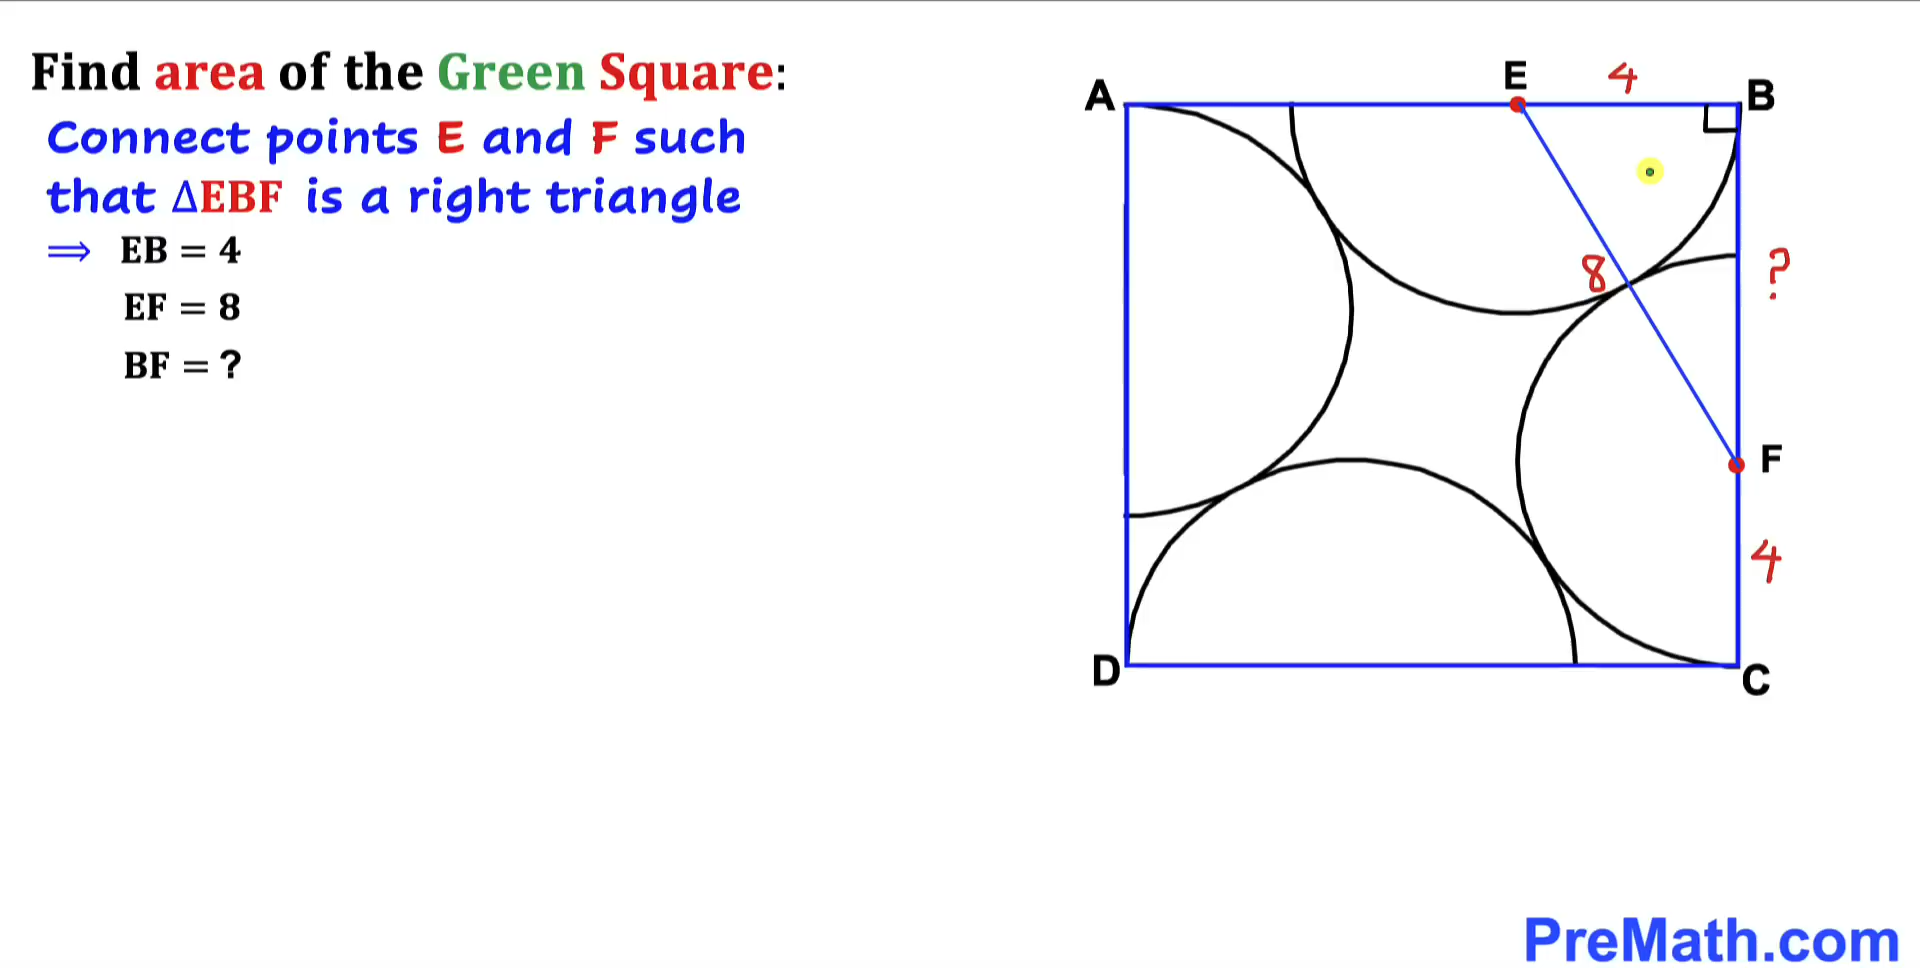 Find area of the Green Square:
Connect points E and F such
that ΔEBF is a right triangle
⟹ EB = 4
EF = 8
BF = ?
E 4
A B
8 ?
F
4
D C
PreMath.com